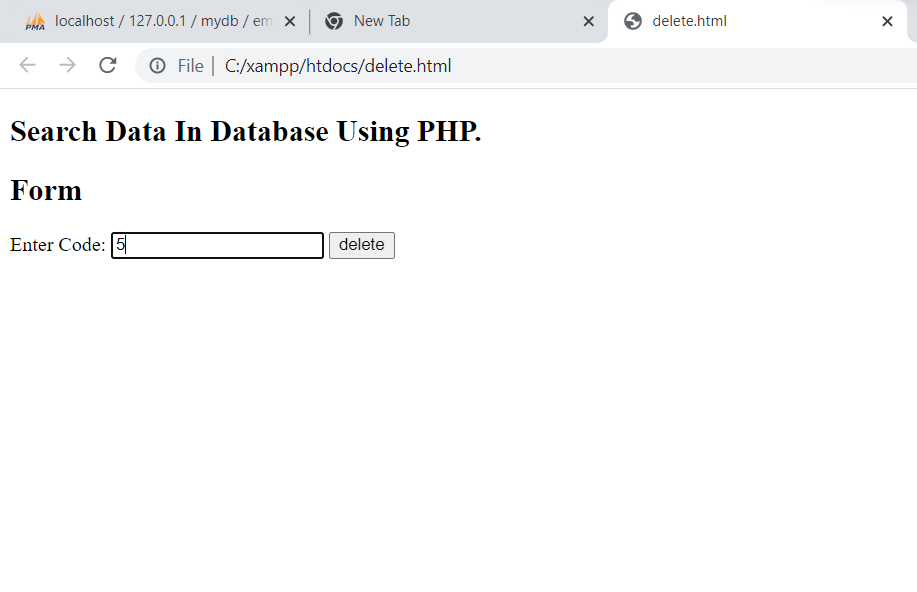 PMA localhost / 127.0.0.1 / mydb / em
New Tab
delete.html
File C:/xampp/htdocs/delete.html
Search Data In Database Using PHP.
Form
Enter Code: 5 delete